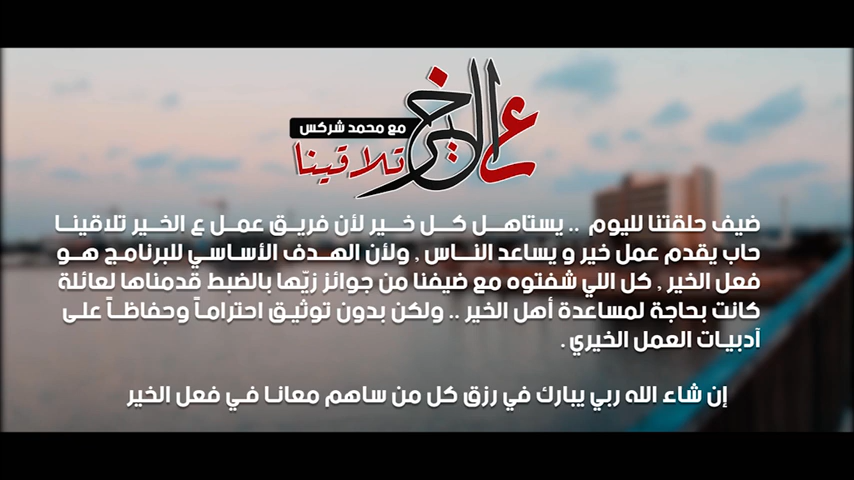 ع الخير
مع محمد شركس
تلاقينا
ضيف حلقتنا لليوم .. يستاهل كل خير لأن فريق عمل ع الخير تلاقينا
حاب يقدم عمل خير و يساعد الناس , ولأن الهدف الأساسي للبرنامج هو
فعل الخير , كل اللي شفتوه مع ضيفنا من جوائز زيّها بالضبط قدمناها لعائلة
كانت بحاجة لمساعدة أهل الخير .. ولكن بدون توثيق احتراماً وحفاظاً على
أدبيات العمل الخيري .
إن شاء الله ربي يبارك في رزق كل من ساهم معانا في فعل الخير